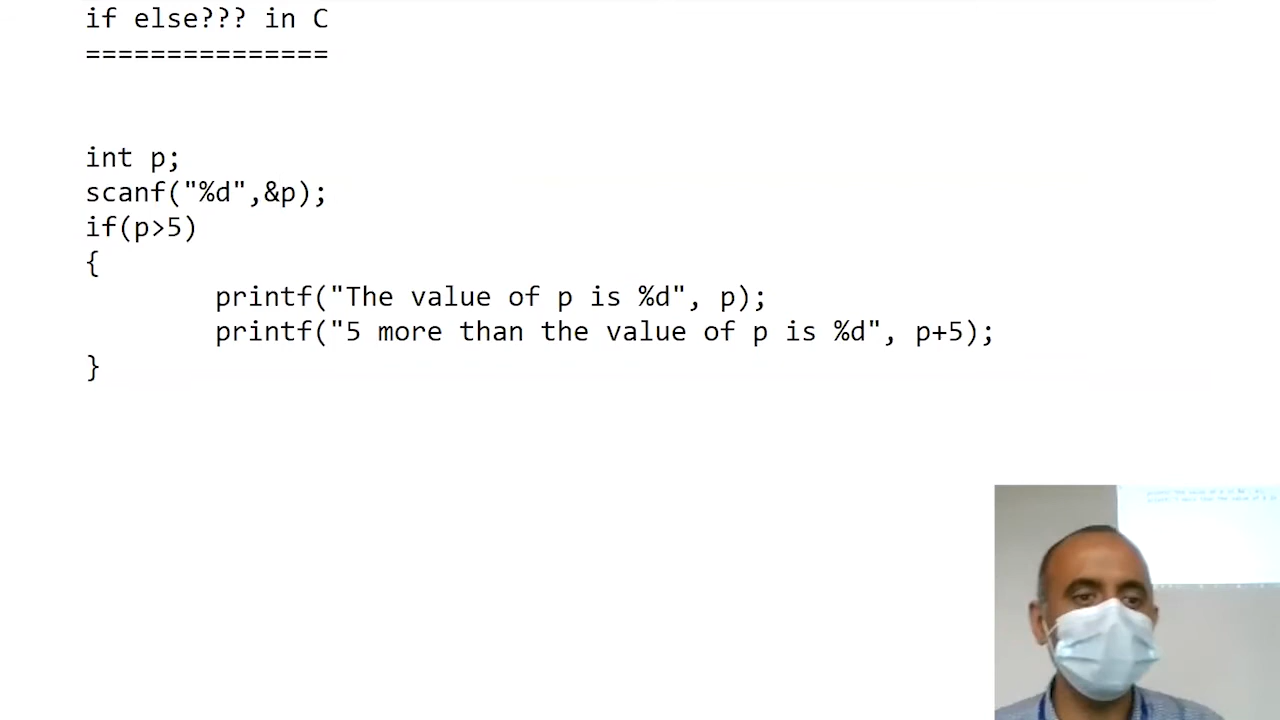 if else??? in C
===============
int p;
scanf("%d",&p);
if(p>5)
{
printf("The value of p is %d", p);
printf("5 more than the value of p is %d", p+5);
}